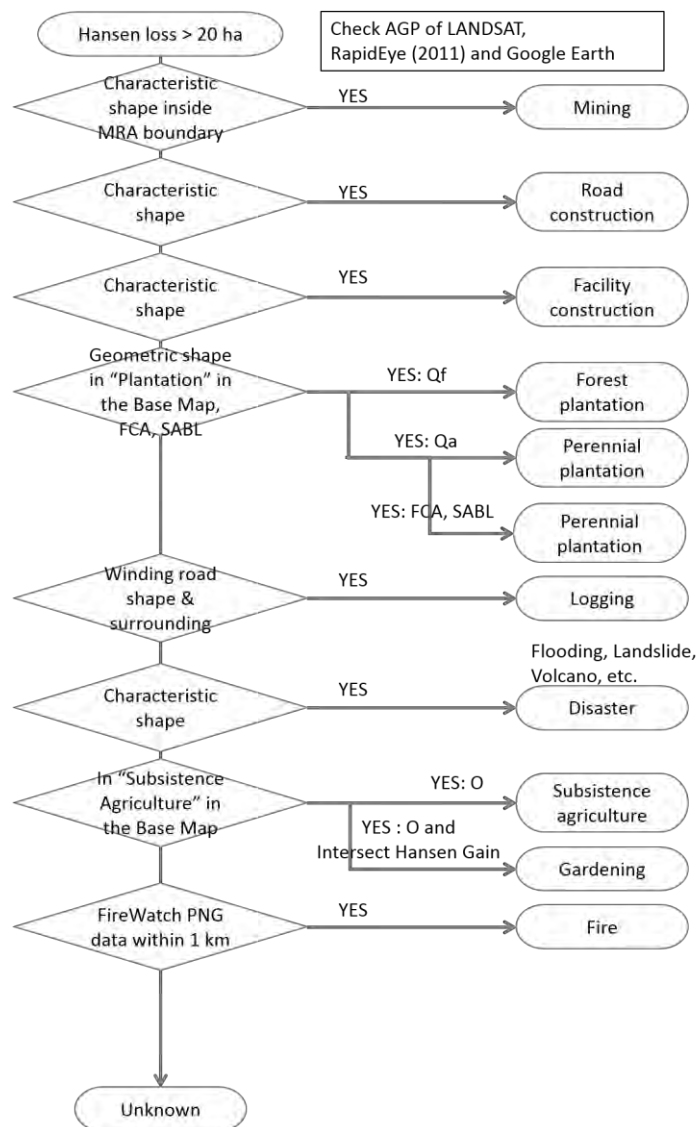 Hansen loss > 20 ha
Check AGP of LANDSAT,
RapidEye (2011) and Google Earth
Characteristic
shape inside
MRA boundary
YES
Mining
Characteristic
shape
YES
Road
construction
Characteristic
shape
YES
Facility
construction
Geometric shape
in “Plantation” in
the Base Map,
FCA, SABL
YES: Qf
Forest
plantation
YES: Qa
Perennial
plantation
YES: FCA, SABL
Perennial
plantation
Winding road
shape &
surrounding
YES
Logging
Flooding, Landslide,
Volcano, etc.
Characteristic
shape
YES
Disaster
In “Subsistence
Agriculture” in
the Base Map
YES: O
Subsistence
agriculture
YES : O and
Intersect Hansen Gain
Gardening
FireWatch PNG
data within 1 km
YES
Fire
Unknown